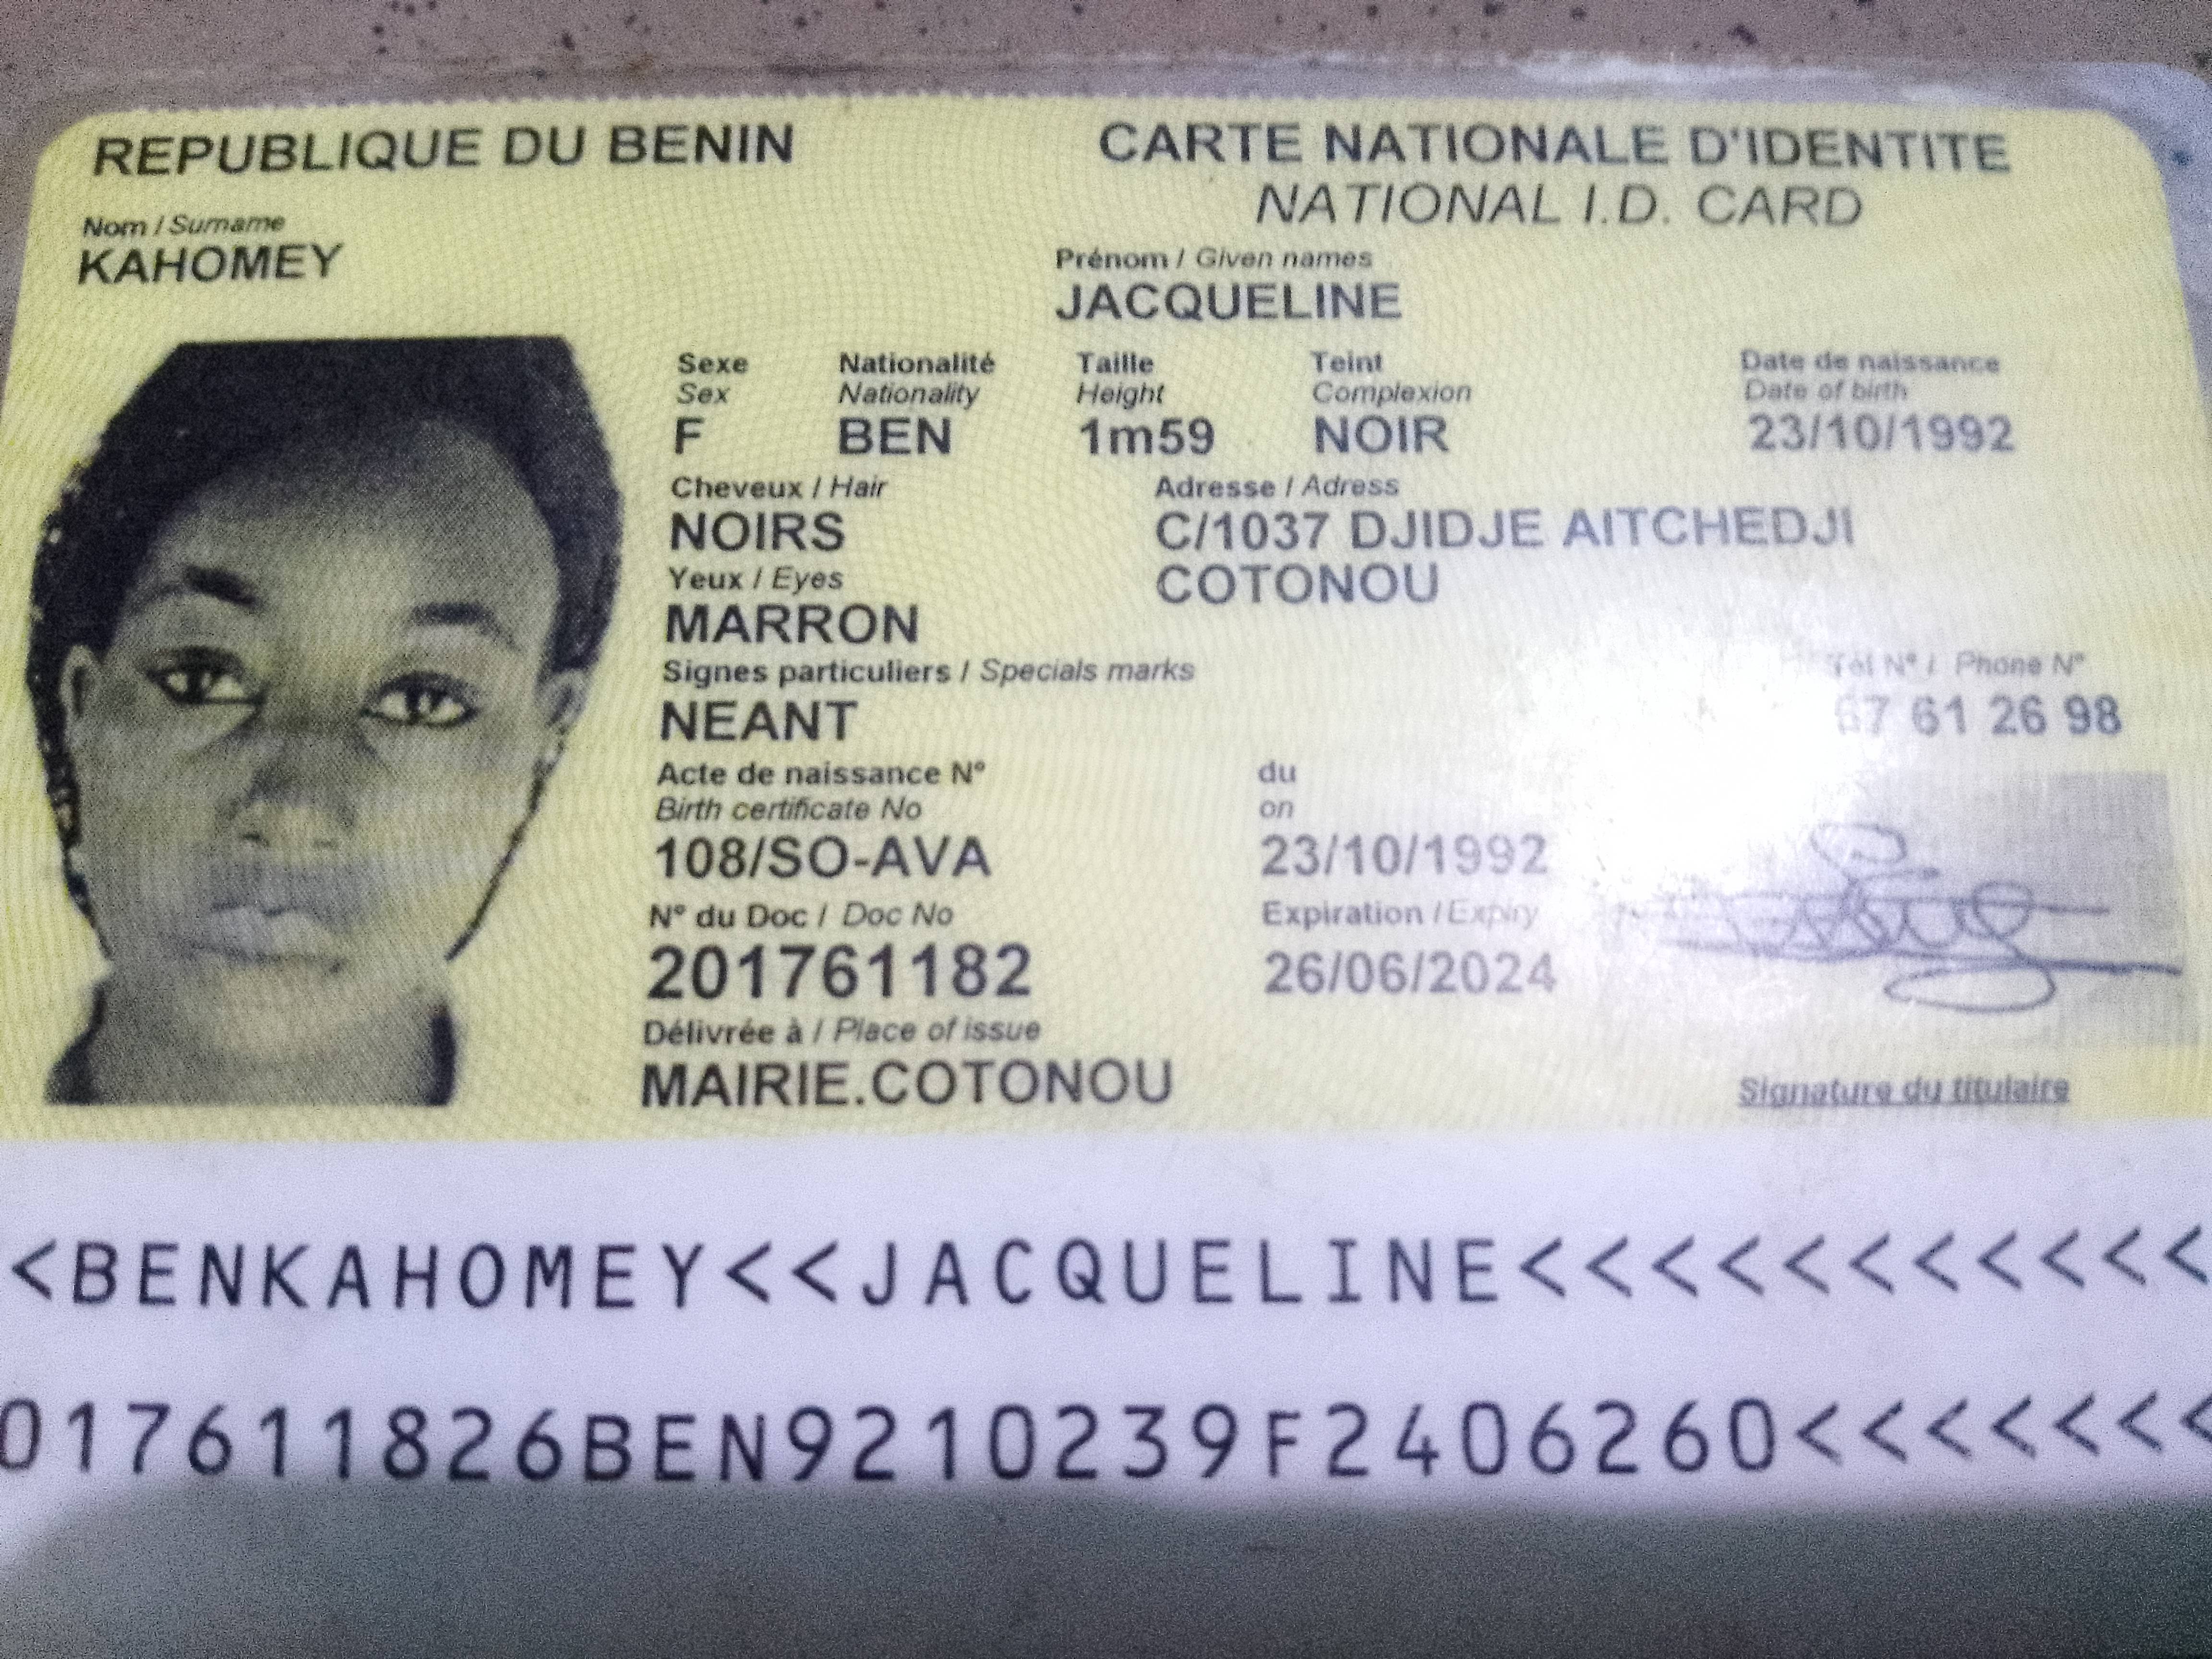 REPUBLIQUE DU BENIN
CARTE NATIONALE D'IDENTITE
NATIONAL I.D. CARD
Nom / Surname
KAHOMEY
Prénom / Given names
JACQUELINE
Sexe Nationalité Taille Teint Date de naissance
Sex Nationality Height Complexion Date of birth
F BEN 1m59 NOIR 23/10/1992
Cheveux / Hair Adresse / Adress
NOIRS C/1037 DJIDJE AITCHEDJI
Yeux / Eyes COTONOU
MARRON
Signes particuliers / Specials marks Tél N° / Phone N°
NEANT 61 26 98
Acte de naissance N° du
Birth certificate No on
108/SO-AVA 23/10/1992
N° du Doc / Doc No Expiration / Expiry
201761182 26/06/2024
Délivrée à / Place of issue
MAIRIE.COTONOU
Signature du titulaire
<BENKAHOMEY<<JACQUELINE<<<<<<<<<<<
017611826BEN9210239F2406260<<<<<<<